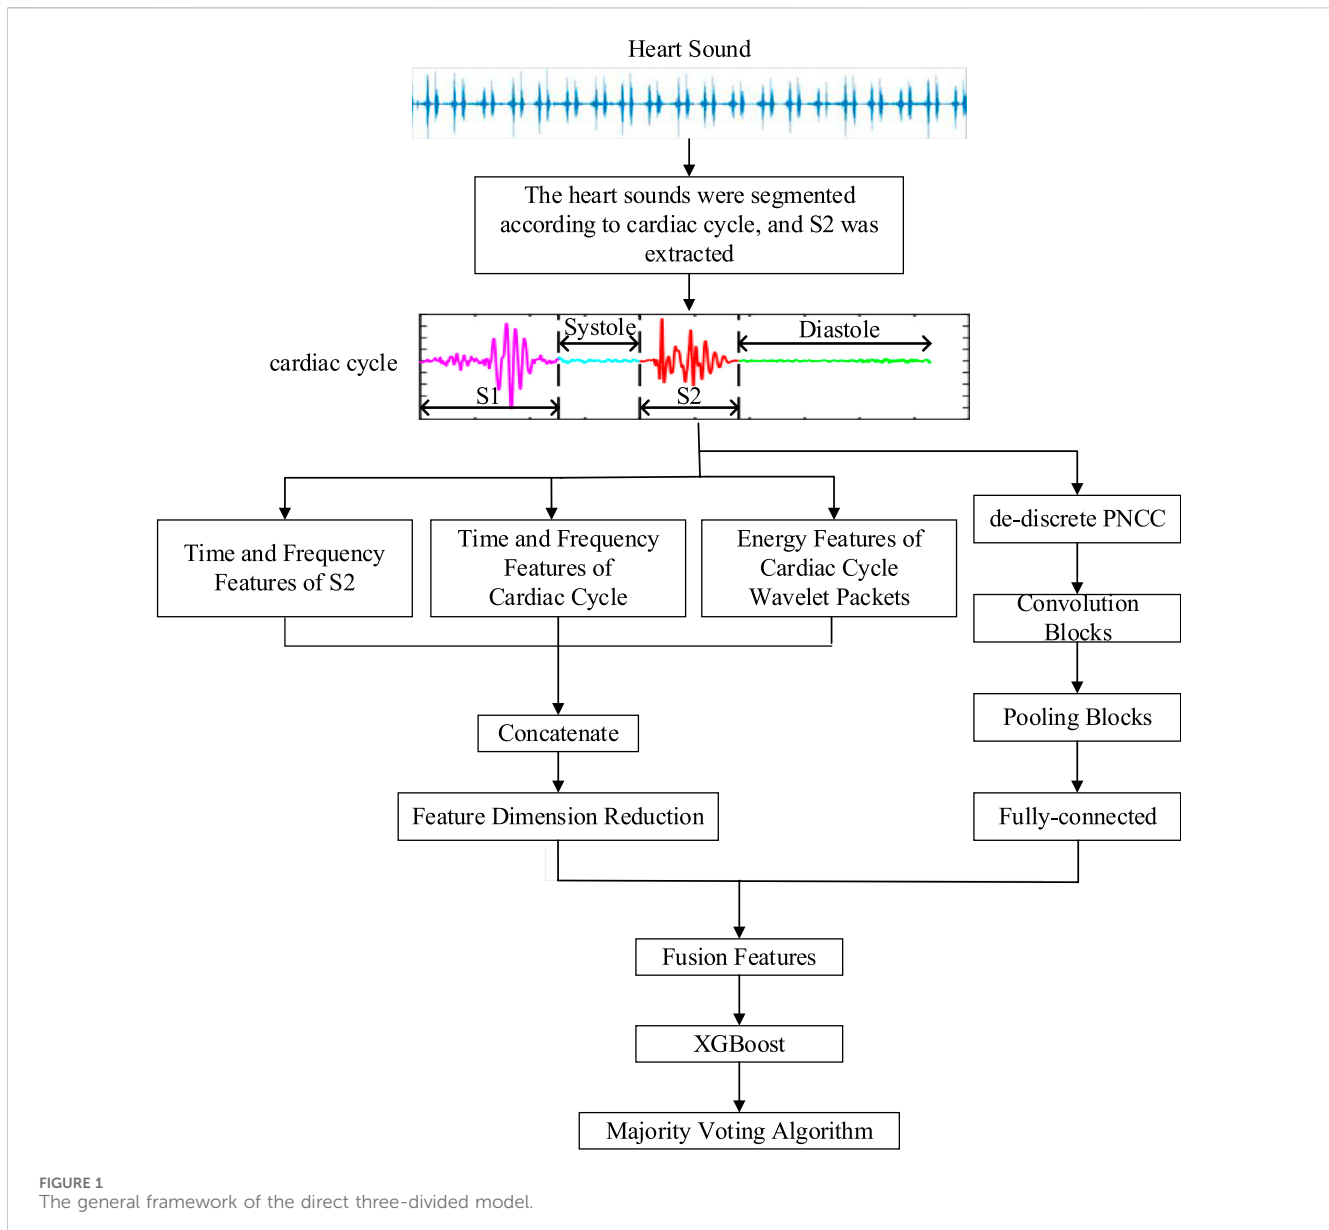 Heart Sound
The heart sounds were segmented
according to cardiac cycle, and S2 was
extracted
Systole
Diastole
cardiac cycle
S1
S2
Time and Frequency
Features of S2
Time and Frequency
Features of
Cardiac Cycle
Energy Features of
Cardiac Cycle
Wavelet Packets
de-discrete PNCC
Convolution
Blocks
Pooling Blocks
Concatenate
Feature Dimension Reduction
Fully-connected
Fusion Features
XGBoost
Majority Voting Algorithm
FIGURE 1
The general framework of the direct three-divided model.